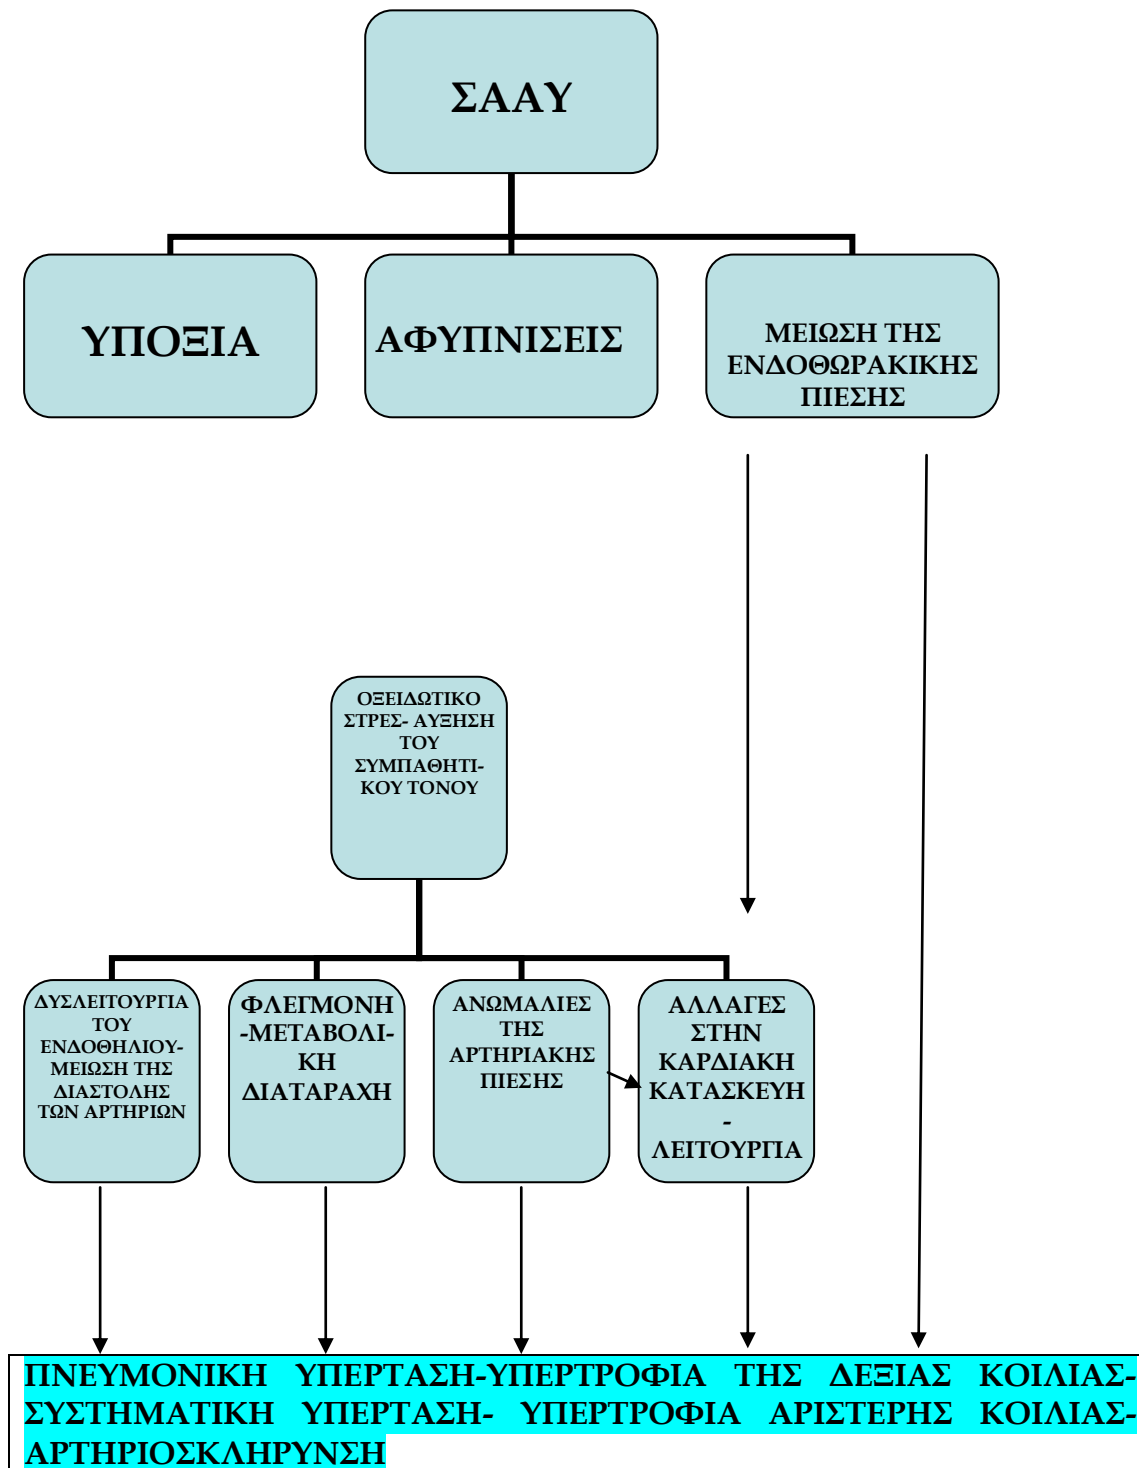 ΣΑΑΥ
ΥΠΟΞΙΑ
ΑΦΥΠΝΙΣΕΙΣ
ΜΕΙΩΣΗ ΤΗΣ
ΕΝΔΟΘΩΡΑΚΙΚΗΣ
ΠΙΕΣΗΣ
ΟΞΕΙΔΩΤΙΚΟ
ΣΤΡΕΣ- ΑΥΞΗΣΗ
ΤΟΥ
ΣΥΜΠΑΘΗΤΙ-
ΚΟΥ ΤΟΝΟΥ
ΔΥΣΛΕΙΤΟΥΡΓΙΑ
ΤΟΥ
ΕΝΔΟΘΗΛΙΟΥ-
ΜΕΙΩΣΗ ΤΗΣ
ΔΙΑΣΤΟΛΗΣ
ΤΩΝ ΑΡΤΗΡΙΩΝ
ΦΛΕΓΜΟΝΗ
-ΜΕΤΑΒΟΛΙ-
ΚΗ
ΔΙΑΤΑΡΑΧΗ
ΑΝΩΜΑΛΙΕΣ
ΤΗΣ
ΑΡΤΗΡΙΑΚΗΣ
ΠΙΕΣΗΣ
ΑΛΛΑΓΕΣ
ΣΤΗΝ
ΚΑΡΔΙΑΚΗ
ΚΑΤΑΣΚΕΥΗ
-
ΛΕΙΤΟΥΡΓΙΑ
ΠΝΕΥΜΟΝΙΚΗ ΥΠΕΡΤΑΣΗ-ΥΠΕΡΤΡΟΦΙΑ ΤΗΣ ΔΕΞΙΑΣ ΚΟΙΛΙΑΣ-
ΣΥΣΤΗΜΑΤΙΚΗ ΥΠΕΡΤΑΣΗ- ΥΠΕΡΤΡΟΦΙΑ ΑΡΙΣΤΕΡΗΣ ΚΟΙΛΙΑΣ-
ΑΡΤΗΡΙΟΣΚΛΗΡΥΝΣΗ